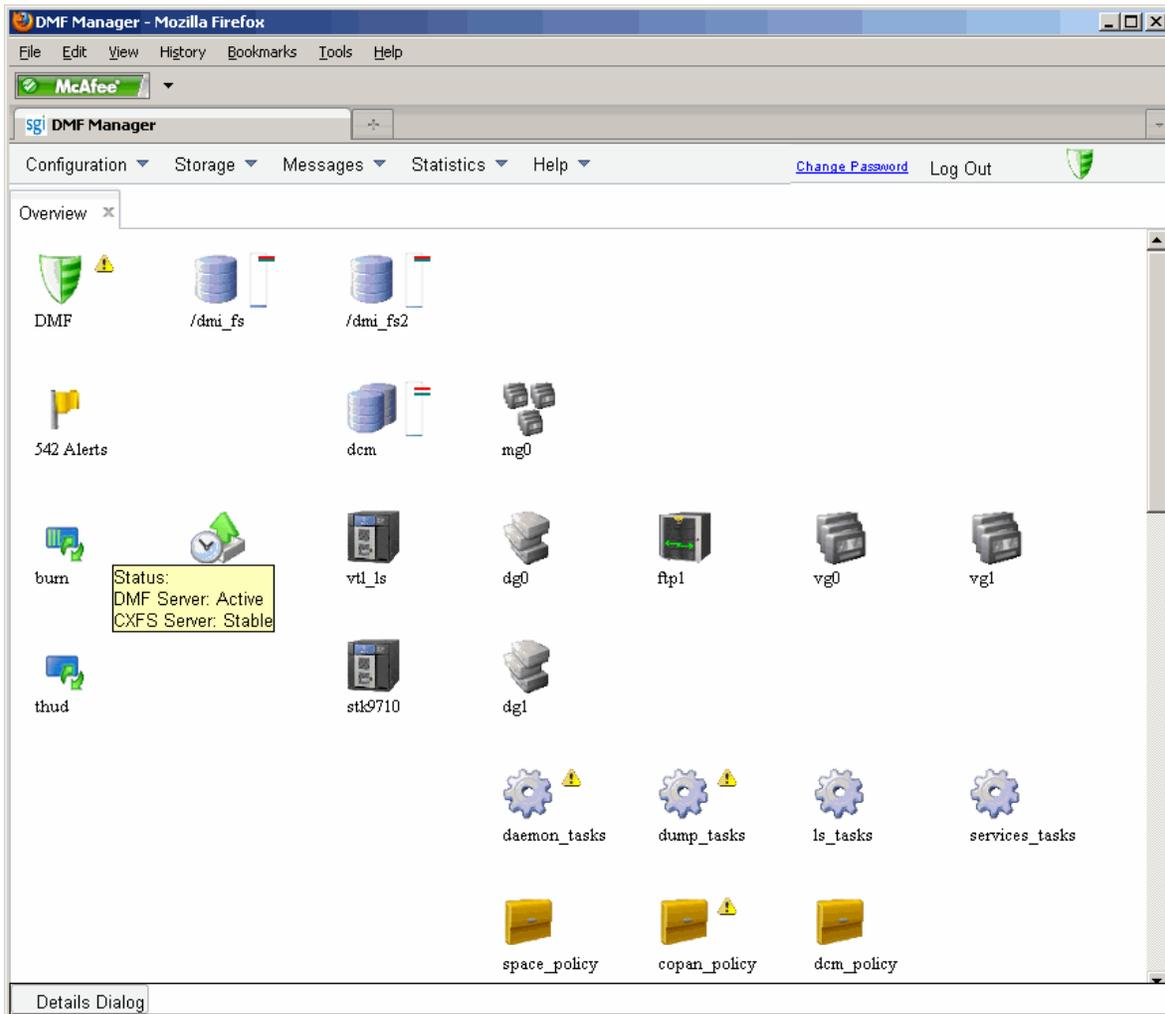 DMF Manager - Mozilla Firefox
File Edit View History Bookmarks Tools Help
McAfee
sgi DMF Manager
Configuration Storage Messages Statistics Help Change Password Log Out
Overview
DMF /dmi_fs /dmi_fs2
542 Alerts dcm mg0
burn vtl_ls dg0 ftp1 vg0 vg1
Status:
DMF Server: Active
CXFS Server: Stable
thud stk9710 dg1
daemon_tasks dump_tasks ls_tasks services_tasks
space_policy copan_policy dcm_policy
Details Dialog